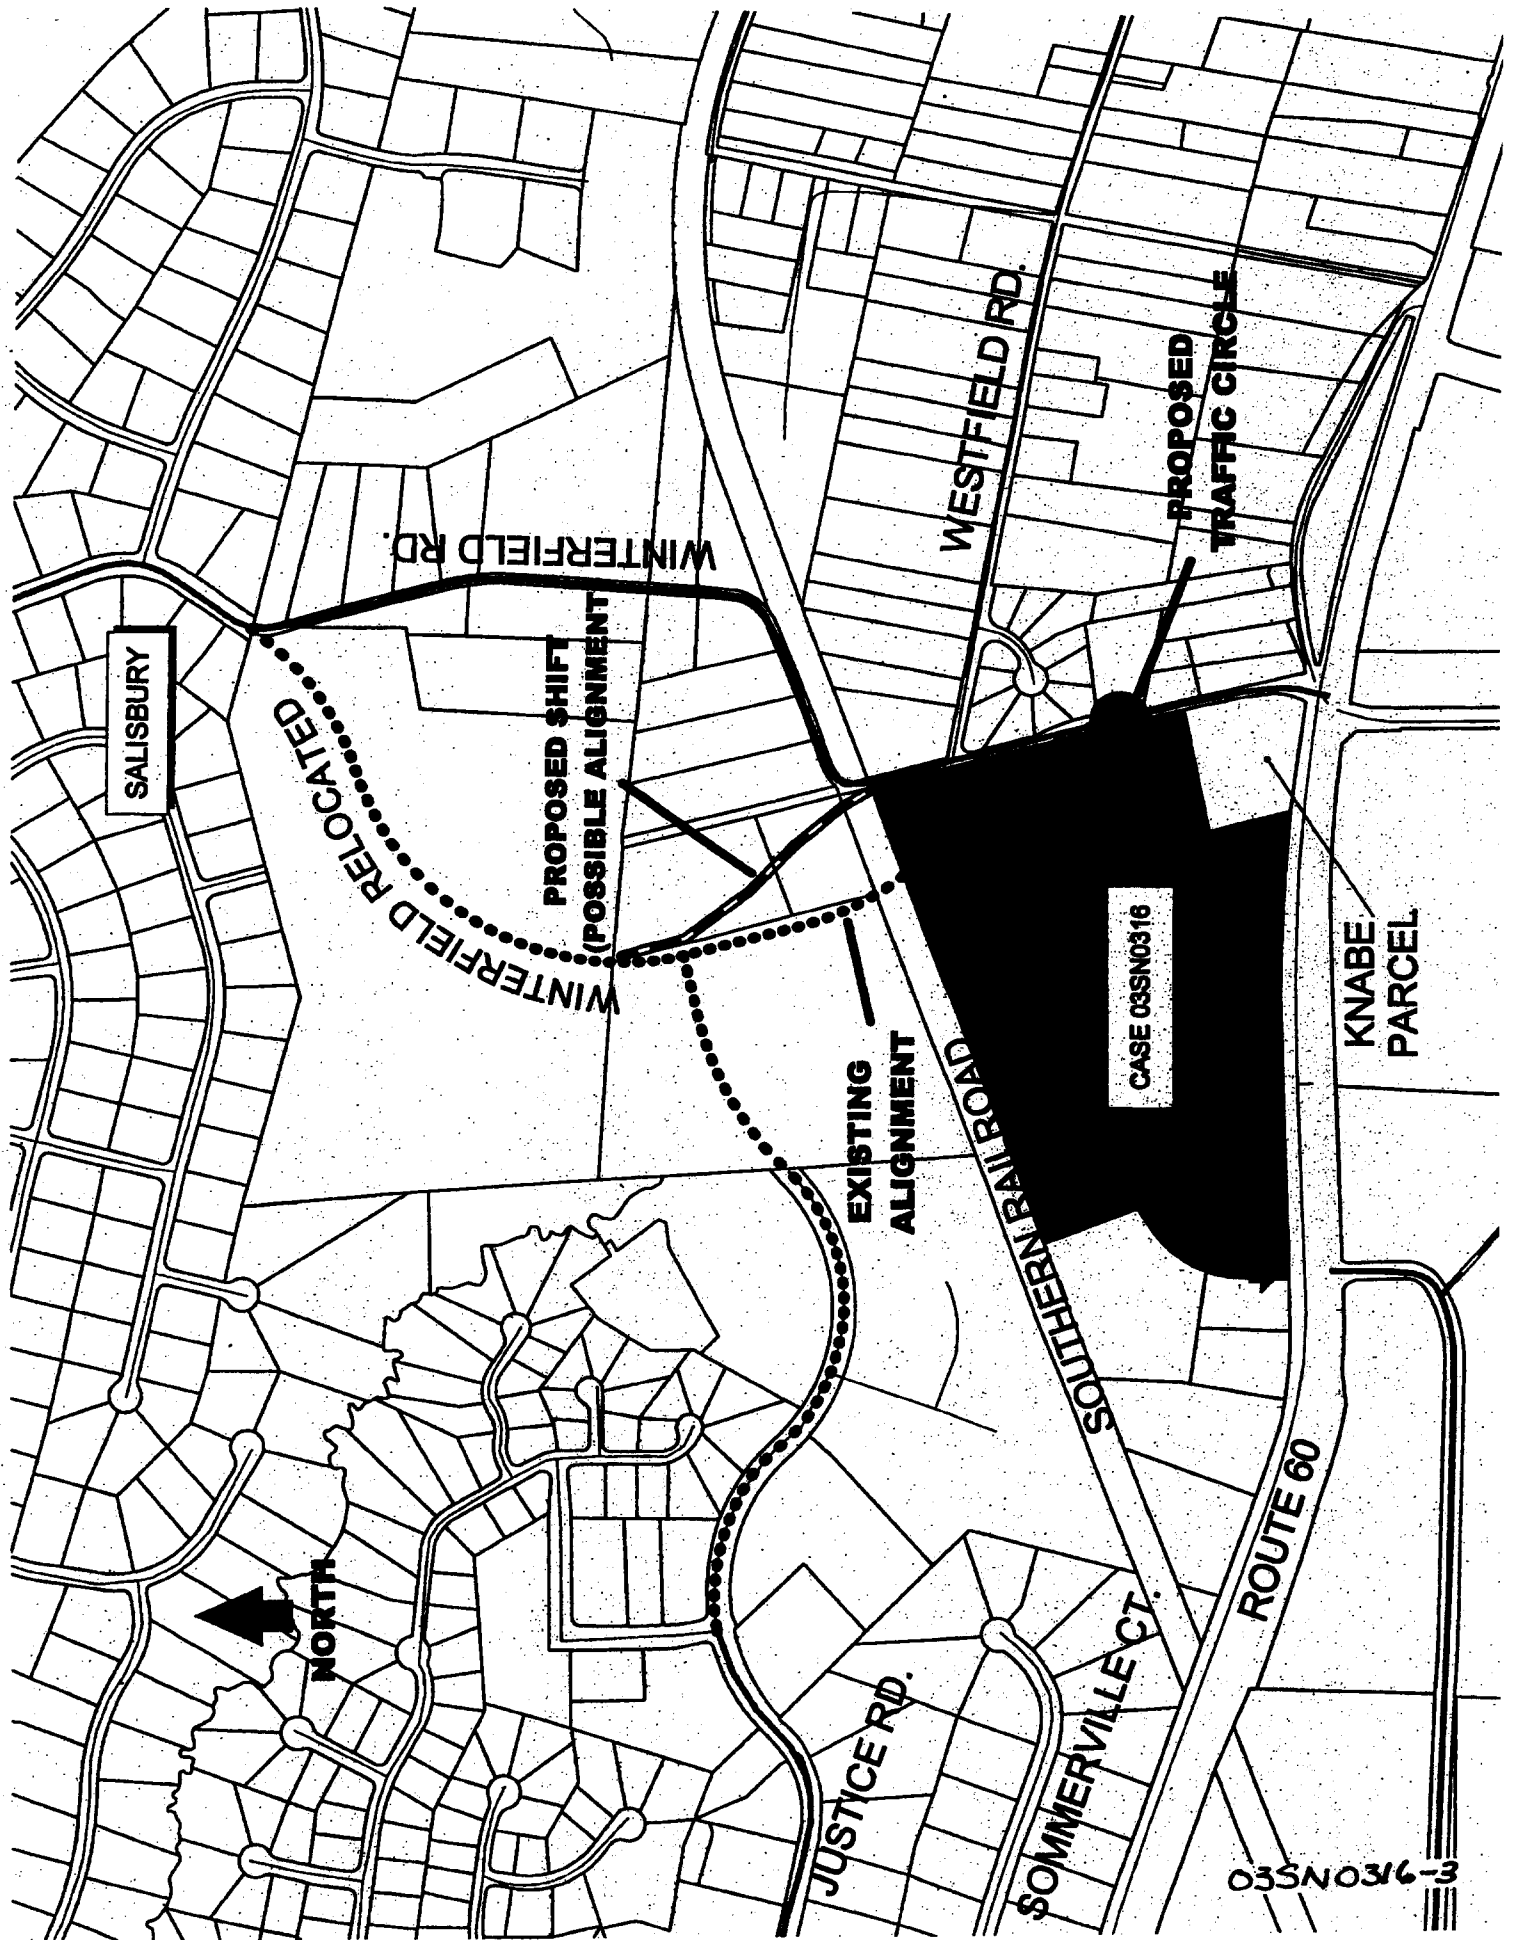 SALISBURY
WINTERFIELD RELOCATED
WINTERFIELD RD.
PROPOSED SHIFT
(POSSIBLE ALIGNMENT
WESTFIELD RD.
PROPOSED
TRAFFIC CIRCLE
NORTH
EXISTING
ALIGNMENT
SOUTHERN RAILROAD
CASE 03SN0316
KNABE
PARCEL
JUSTICE RD.
SOMMERVILLE CT.
ROUTE 60
03SN0316-3